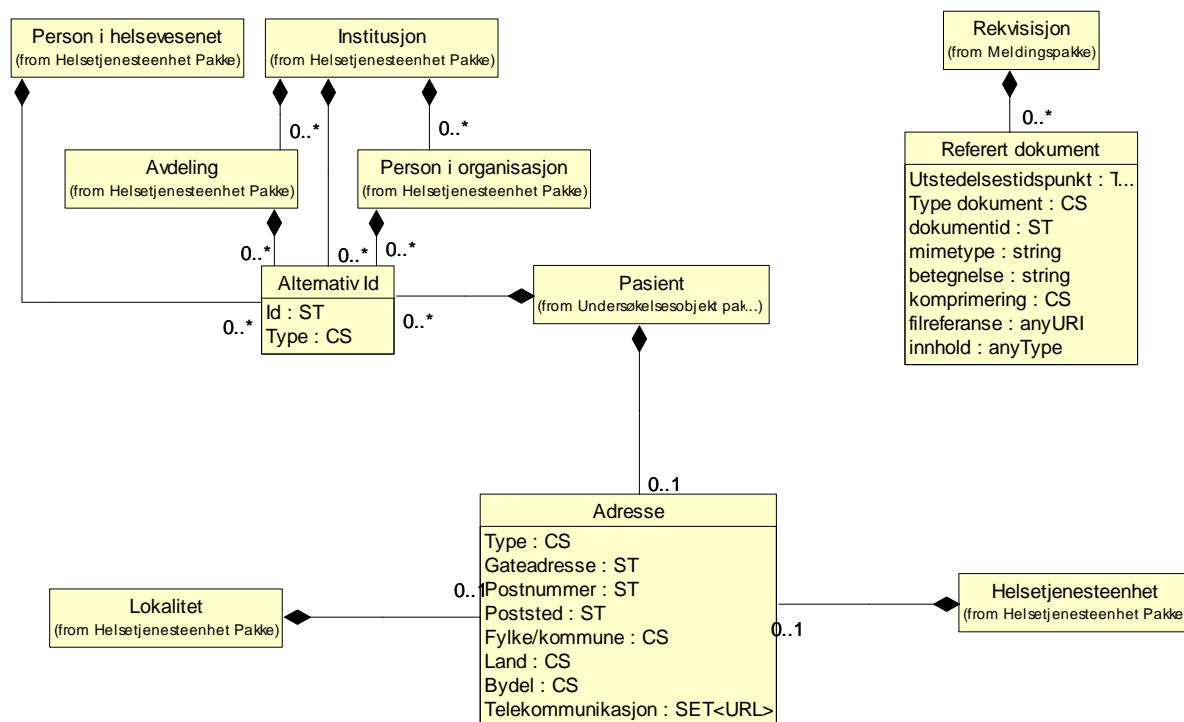 Person i helsevesenet
(from Helsetjenesteenhet Pakke)
Institusjon
(from Helsetjenesteenhet Pakke)
Rekvisisjon
(from Meldingspakke)
0..*
0..*
0..*
Avdeling
(from Helsetjenesteenhet Pakke)
Person i organisasjon
(from Helsetjenesteenhet Pakke)
Referert dokument
Utstedelsestidspunkt : T...
Type dokument : CS
dokumentid : ST
mimetype : string
betegnelse : string
komprimering : CS
filreferanse : anyURI
innhold : anyType
0..*
0..*
0..*
Alternativ Id
Id : ST
Type : CS
0..*
0..*
Pasient
(from Undersøkelsesobjekt pak...)
0..1
Adresse
Type : CS
Gateadresse : ST
Postnummer : ST
Poststed : ST
Fylke/kommune : CS
Land : CS
Bydel : CS
Telekommunikasjon : SET<URL>
0..1
Lokalitet
(from Helsetjenesteenhet Pakke)
0..1
Helsetjenesteenhet
(from Helsetjenesteenhet Pakke